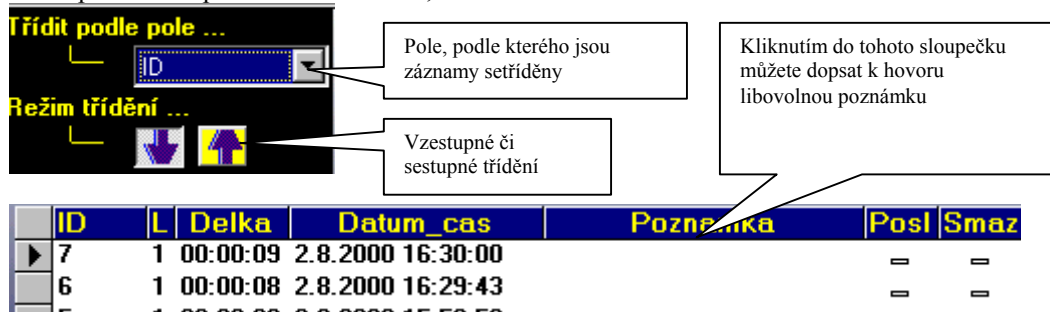 Třídit podle pole ...
ID
Režim třídění ...
Pole, podle kterého jsou
záznamy setříděny
Vzestupné či
sestupné třídění
Kliknutím do tohoto sloupečku
můžete dopsat k hovoru
libovolnou poznámku
ID L Delka Datum_cas Poznamka Posl Smaz
7 1 00:00:09 2.8.2000 16:30:00
6 1 00:00:08 2.8.2000 16:29:43